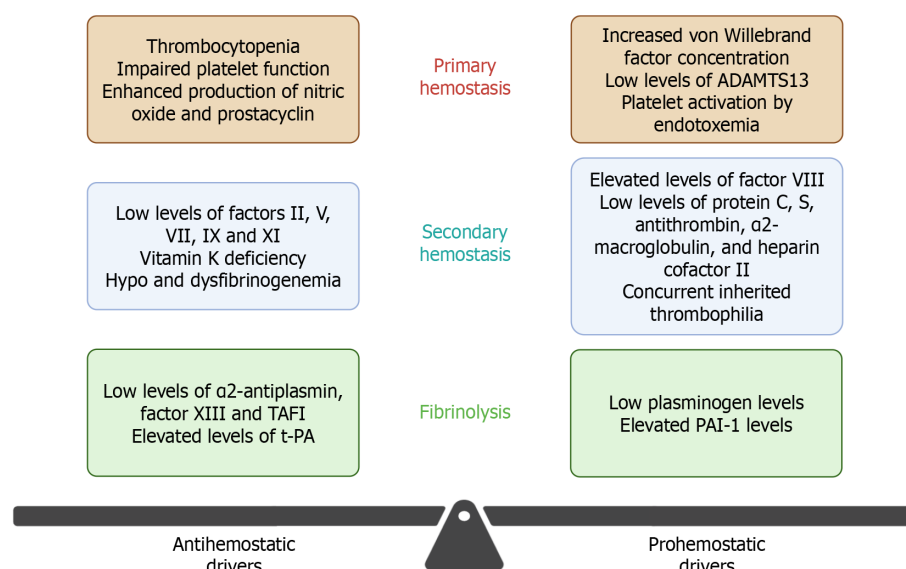 Thrombocytopenia
Impaired platelet function
Enhanced production of nitric
oxide and prostacyclin
Primary
hemostasis
Increased von Willebrand
factor concentration
Low levels of ADAMTS13
Platelet activation by
endotoxemia
Low levels of factors II, V,
VII, IX and XI
Vitamin K deficiency
Hypo and dysfibrinogenemia
Secondary
hemostasis
Elevated levels of factor VIII
Low levels of protein C, S,
antithrombin, α2-
macroglobulin, and heparin
cofactor II
Concurrent inherited
thrombophilia
Low levels of α2-antiplasmin,
factor XIII and TAFI
Elevated levels of t-PA
Fibrinolysis
Low plasminogen levels
Elevated PAI-1 levels
Antihemostatic
drivers
Prohemostatic
drivers